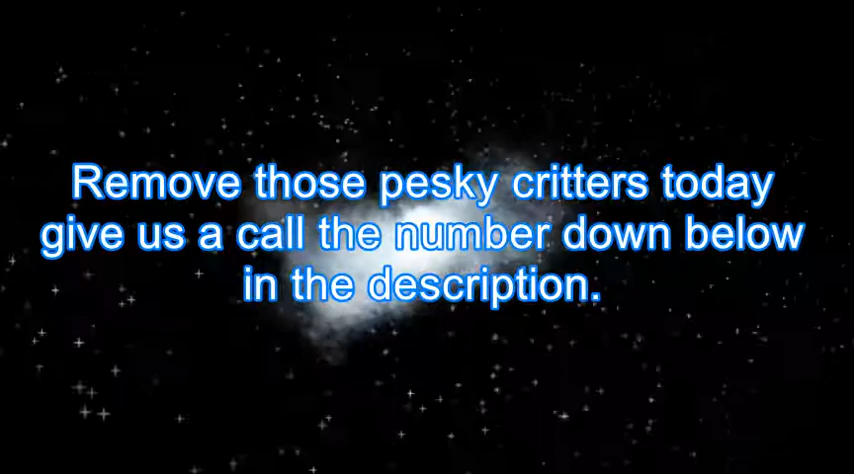 Remove those pesky critters today
give us a call the number down below
in the description.